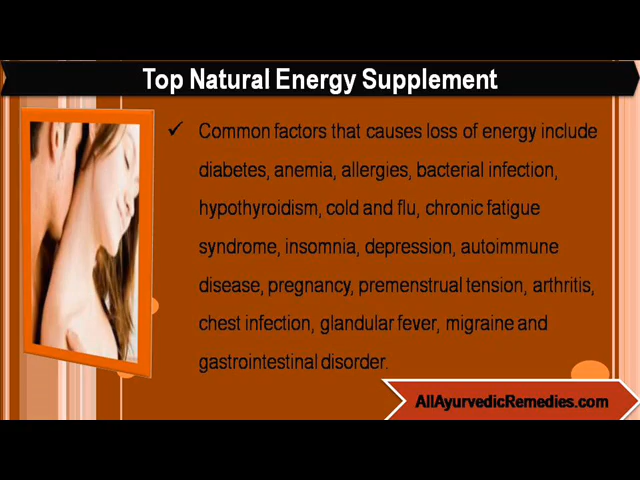 Top Natural Energy Supplement
✓ Common factors that causes loss of energy include
diabetes, anemia, allergies, bacterial infection,
hypothyroidism, cold and flu, chronic fatigue
syndrome, insomnia, depression, autoimmune
disease, pregnancy, premenstrual tension, arthritis,
chest infection, glandular fever, migraine and
gastrointestinal disorder.
AllAyurvedicRemedies.com